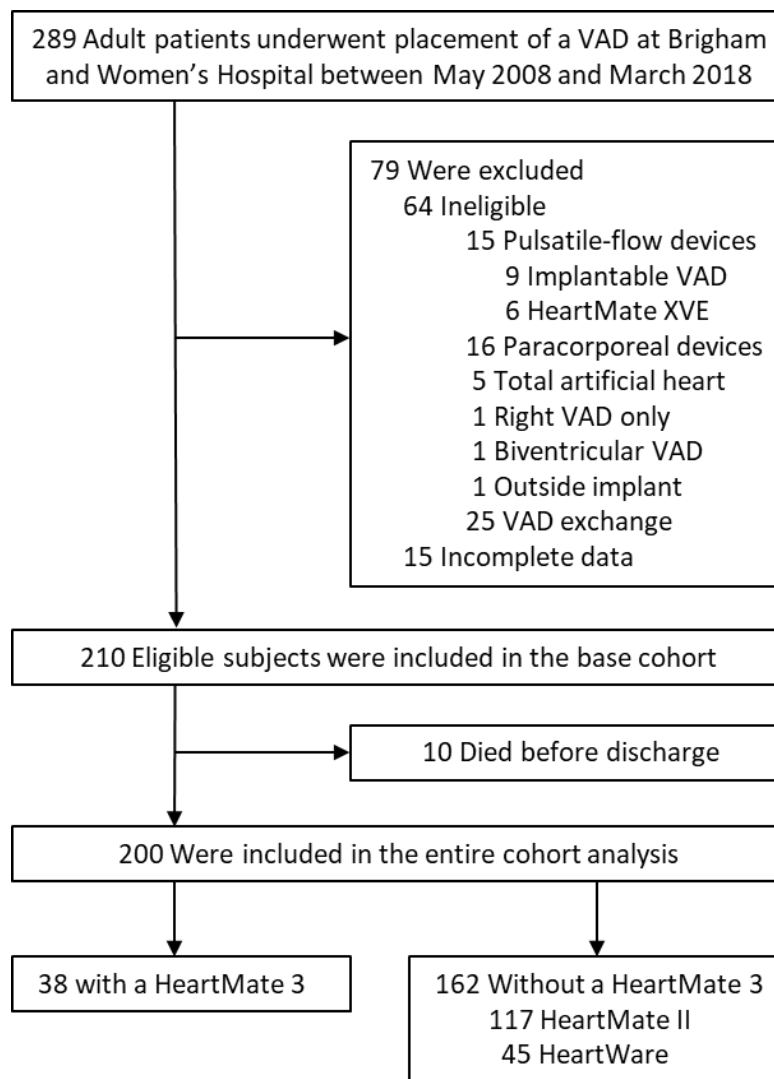 289 Adult patients underwent placement of a VAD at Brigham
and Women’s Hospital between May 2008 and March 2018
79 Were excluded
64 Ineligible
15 Pulsatile-flow devices
9 Implantable VAD
6 HeartMate XVE
16 Paracorporeal devices
5 Total artificial heart
1 Right VAD only
1 Biventricular VAD
1 Outside implant
25 VAD exchange
15 Incomplete data
210 Eligible subjects were included in the base cohort
10 Died before discharge
200 Were included in the entire cohort analysis
38 with a HeartMate 3
162 Without a HeartMate 3
117 HeartMate II
45 HeartWare